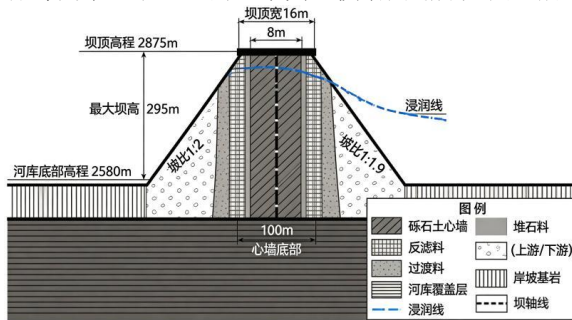 坝顶宽16m
8m
坝顶高程 2875m
最大坝高 295m
浸润线
坡比1:2
坡比1:1.9
河库底部高程 2580m
100m
心墙底部
图 例
砾石土心墙
堆石料
反滤料
(上游/下游)
过渡料
岸坡基岩
河库覆盖层
坝轴线
浸润线